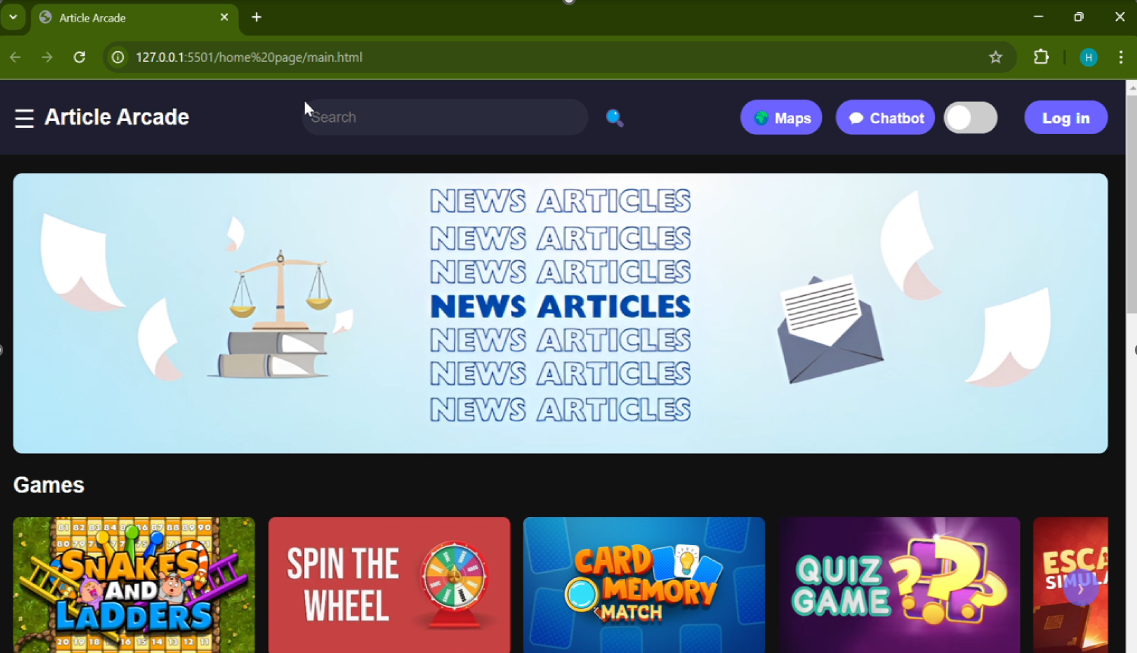 Article Arcade
127.0.0.1:5501/home%20page/main.html
H
Article Arcade
Search
Maps
Chatbot
Log in
NEWS ARTICLES
NEWS ARTICLES
NEWS ARTICLES
NEWS ARTICLES
NEWS ARTICLES
NEWS ARTICLES
NEWS ARTICLES
Games
SNAKES
AND
LADDERS
SPIN THE
WHEEL
CARD
MEMORY
MATCH
QUIZ
GAME
ESCA
SIMULA